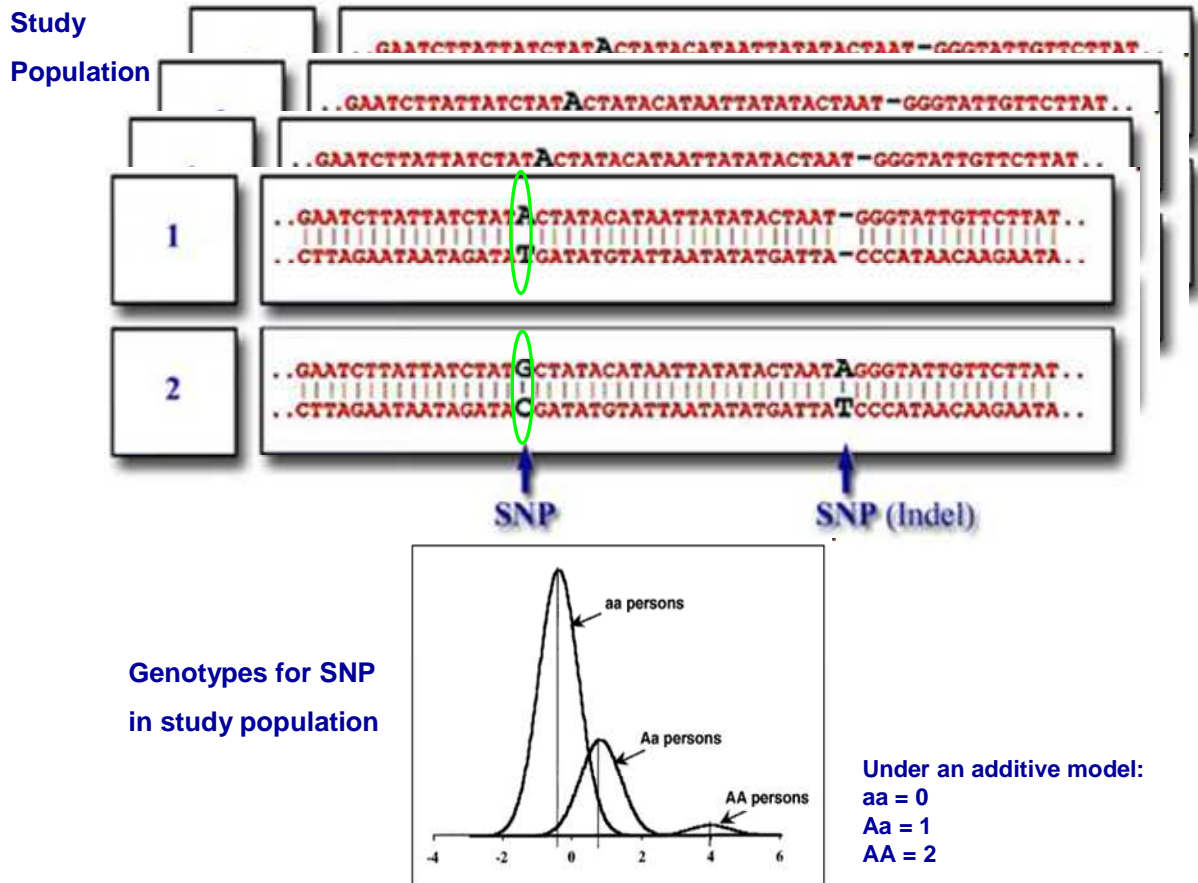 Study
Population
..GAATCTTATTATCTATACTATACATAATTATATACTAAT-GGGTATTGTTCTTAT..
..GAATCTTATTATCTATACTATACATAATTATATACTAAT-GGGTATTGTTCTTAT..
..GAATCTTATTATCTATACTATACATAATTATATACTAAT-GGGTATTGTTCTTAT..
1
..GAATCTTATTATCTATACTATACATAATTATATACTAAT-GGGTATTGTTCTTAT..
..CTTAGAATAATAGATATGATATGTATTAATATATGATTA-CCCATAACAAGAATA..
2
..GAATCTTATTATCTATGCTATACATAATTATATACTAATAGGGTATTGTTCTTAT..
..CTTAGAATAATAGATACGATATGTATTAATATATGATTATCCCATAACAAGAATA..
SNP
SNP (Indel)
Genotypes for SNP
in study population
aa persons
Aa persons
AA persons
-4 -2 0 2 4 6
Under an additive model:
aa = 0
Aa = 1
AA = 2